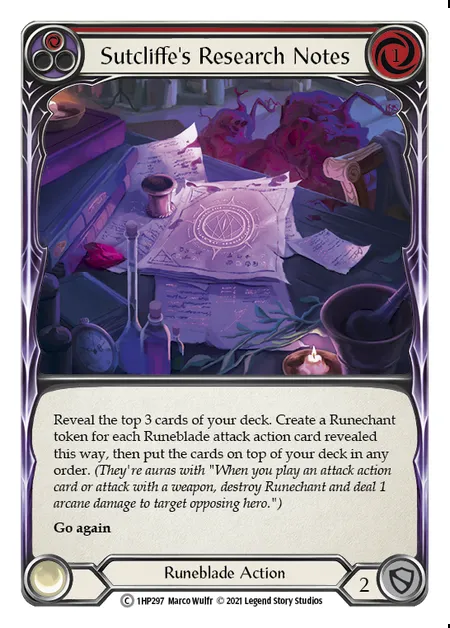 Sutcliffe's Research Notes
1
Reveal the top 3 cards of your deck. Create a Runechant
token for each Runeblade attack action card revealed
this way, then put the cards on top of your deck in any
order. (They're auras with "When you play an attack action
card or attack with a weapon, destroy Runechant and deal 1
arcane damage to target opposing hero.")
Go again
Runeblade Action
2
C 1HP297 Marco Wulfr © 2021 Legend Story Studios